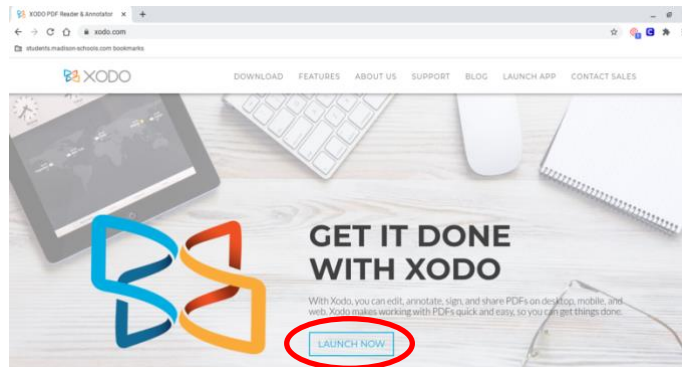 XODO PDF Reader & Annotator
xodo.com
students.madison-schools.com bookmarks
XODO
DOWNLOAD FEATURES ABOUT US SUPPORT BLOG LAUNCH APP CONTACT SALES
GET IT DONE
WITH XODO
With Xodo, you can edit, annotate, sign, and share PDFs on desktop, mobile, and
web. Xodo makes working with PDFs quick and easy, so you can get things done.
LAUNCH NOW